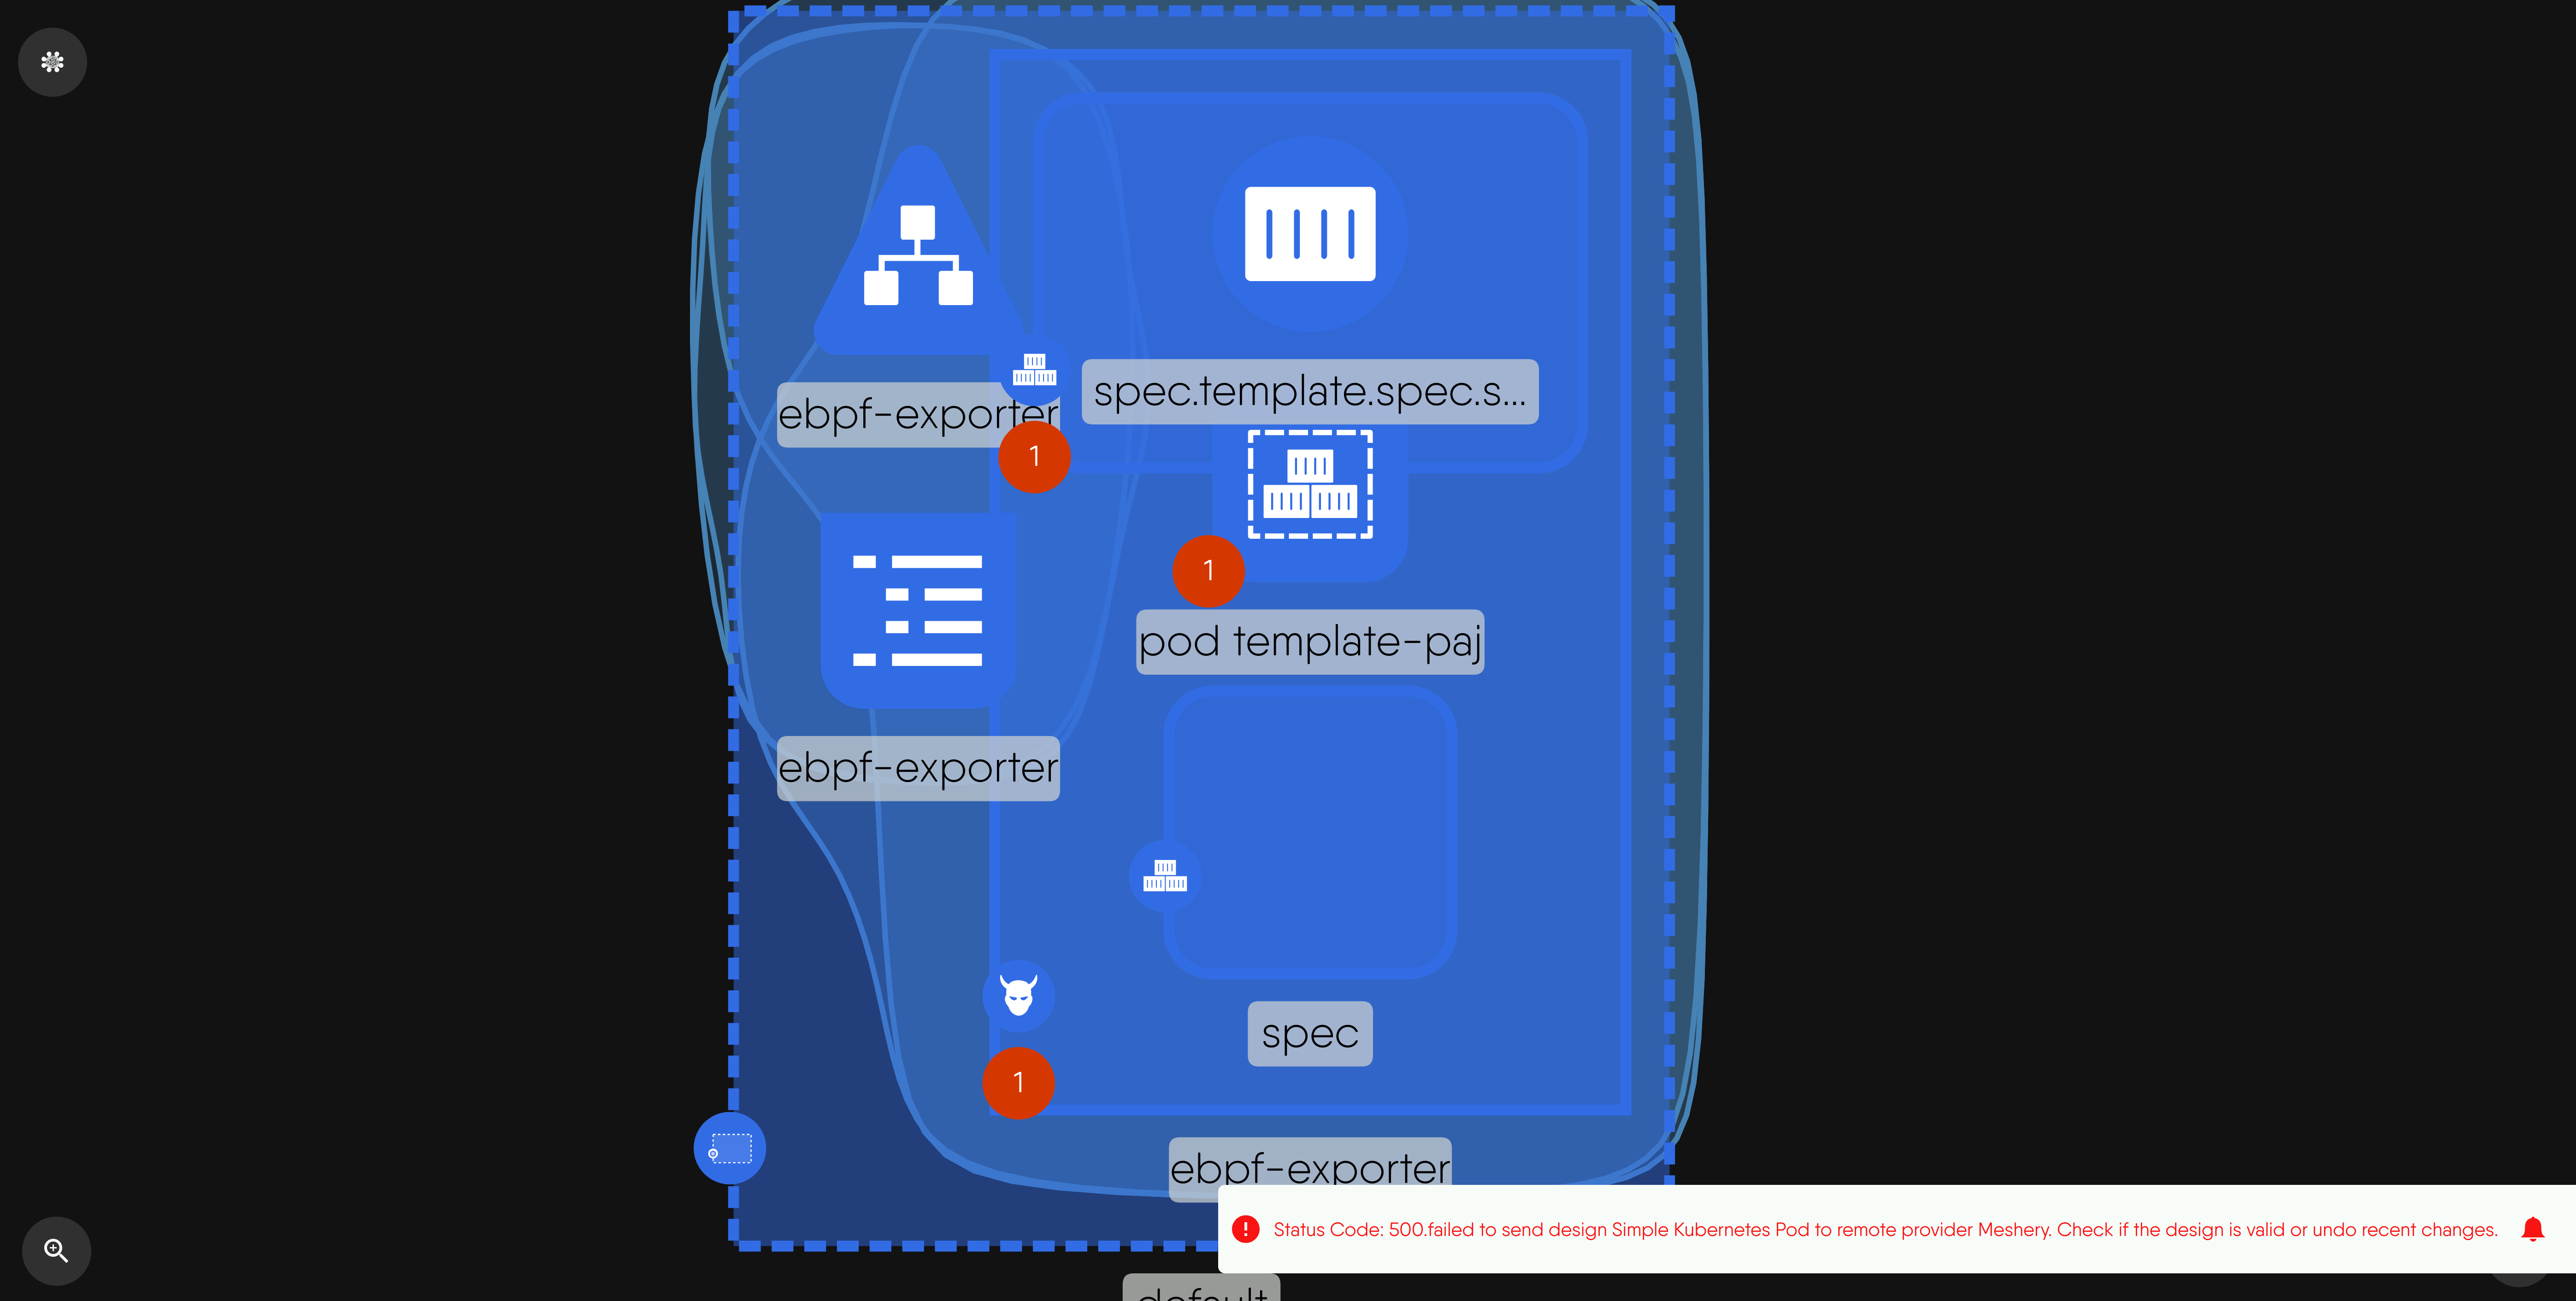 spec.template.spec.s...
ebpf-exporter
1
1
pod template-paj
ebpf-exporter
spec
1
ebpf-exporter
Status Code: 500.failed to send design Simple Kubernetes Pod to remote provider Meshery. Check if the design is valid or undo recent changes.
default